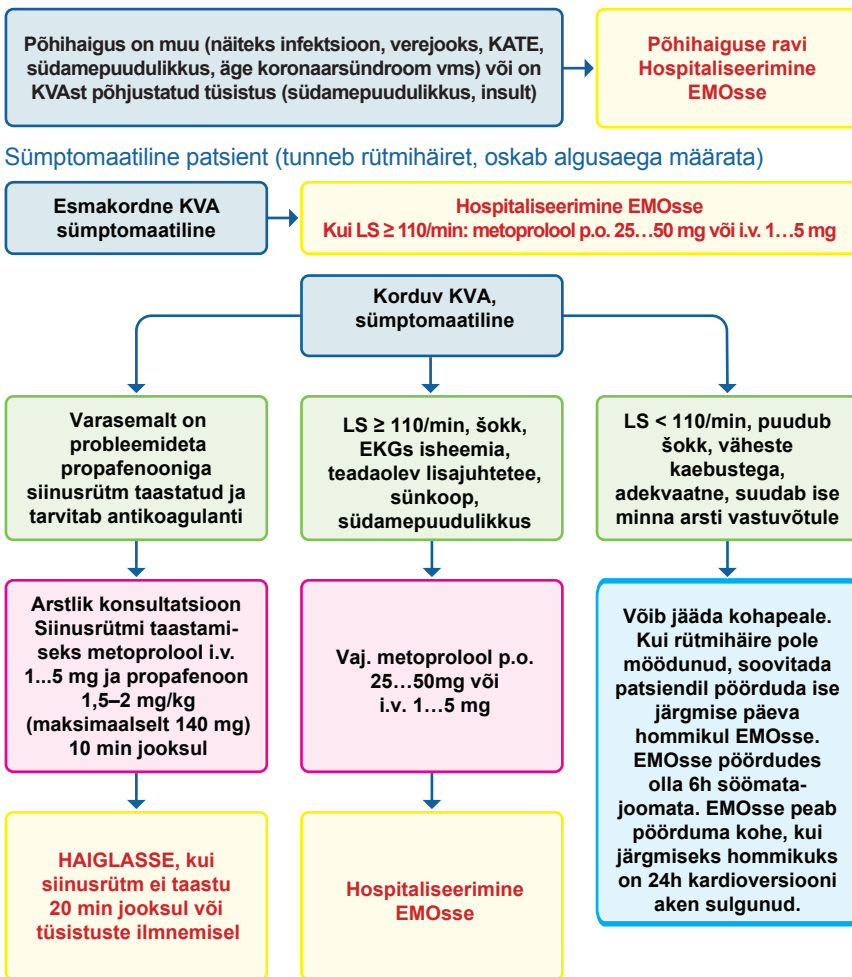 Põhihaigus on muu (näiteks infektsioon, verejooks, KATE,
südamepuudulikkus, äge koronaarsündroom vms) või on
KVAst põhjustatud tüsistus (südamepuudulikkus, insult)
Põhihaiguse ravi
Hospitaliseerimine
EMOsse
Sümptomaatiline patsient (tunneb rütmihäiret, oskab algusaega määrata)
Esmakordne KVA
sümptomaatiline
Hospitaliseerimine EMOsse
Kui LS ≥ 110/min: metoprolool p.o. 25…50 mg või i.v. 1…5 mg
Korduv KVA,
sümptomaatiline
Varasemalt on
probleemideta
propafenooniga
siinusrütm taastatud ja
tarvitab antikoagulanti
LS ≥ 110/min, šokk,
EKGs isheemia,
teadaolev lisajuhtetee,
sünkoop,
südamepuudulikkus
LS < 110/min, puudub
šokk, väheste
kaebustega,
adekvaatne, suudab ise
minna arsti vastuvõtule
Arstlik konsultatsioon
Siinusrütmi taastami-
seks metoprolool i.v.
1...5 mg ja propafenoon
1,5–2 mg/kg
(maksimaalselt 140 mg)
10 min jooksul
Vaj. metoprolool p.o.
25…50mg või
i.v. 1…5 mg
Võib jääda kohapeale.
Kui rütmihäire pole
möödunud, soovitada
patsiendil pöörduda ise
järgmise päeva
hommikul EMOsse.
EMOsse pöördudes
olla 6h söömata-
joomata. EMOsse peab
pöörduma kohe, kui
järgmiseks hommikuks
on 24h kardioversiooni
aken sulgunud.
HAIGLASSE, kui
siinusrütm ei taastu
20 min jooksul või
tüsistuste ilmnemisel
Hospitaliseerimine
EMOsse